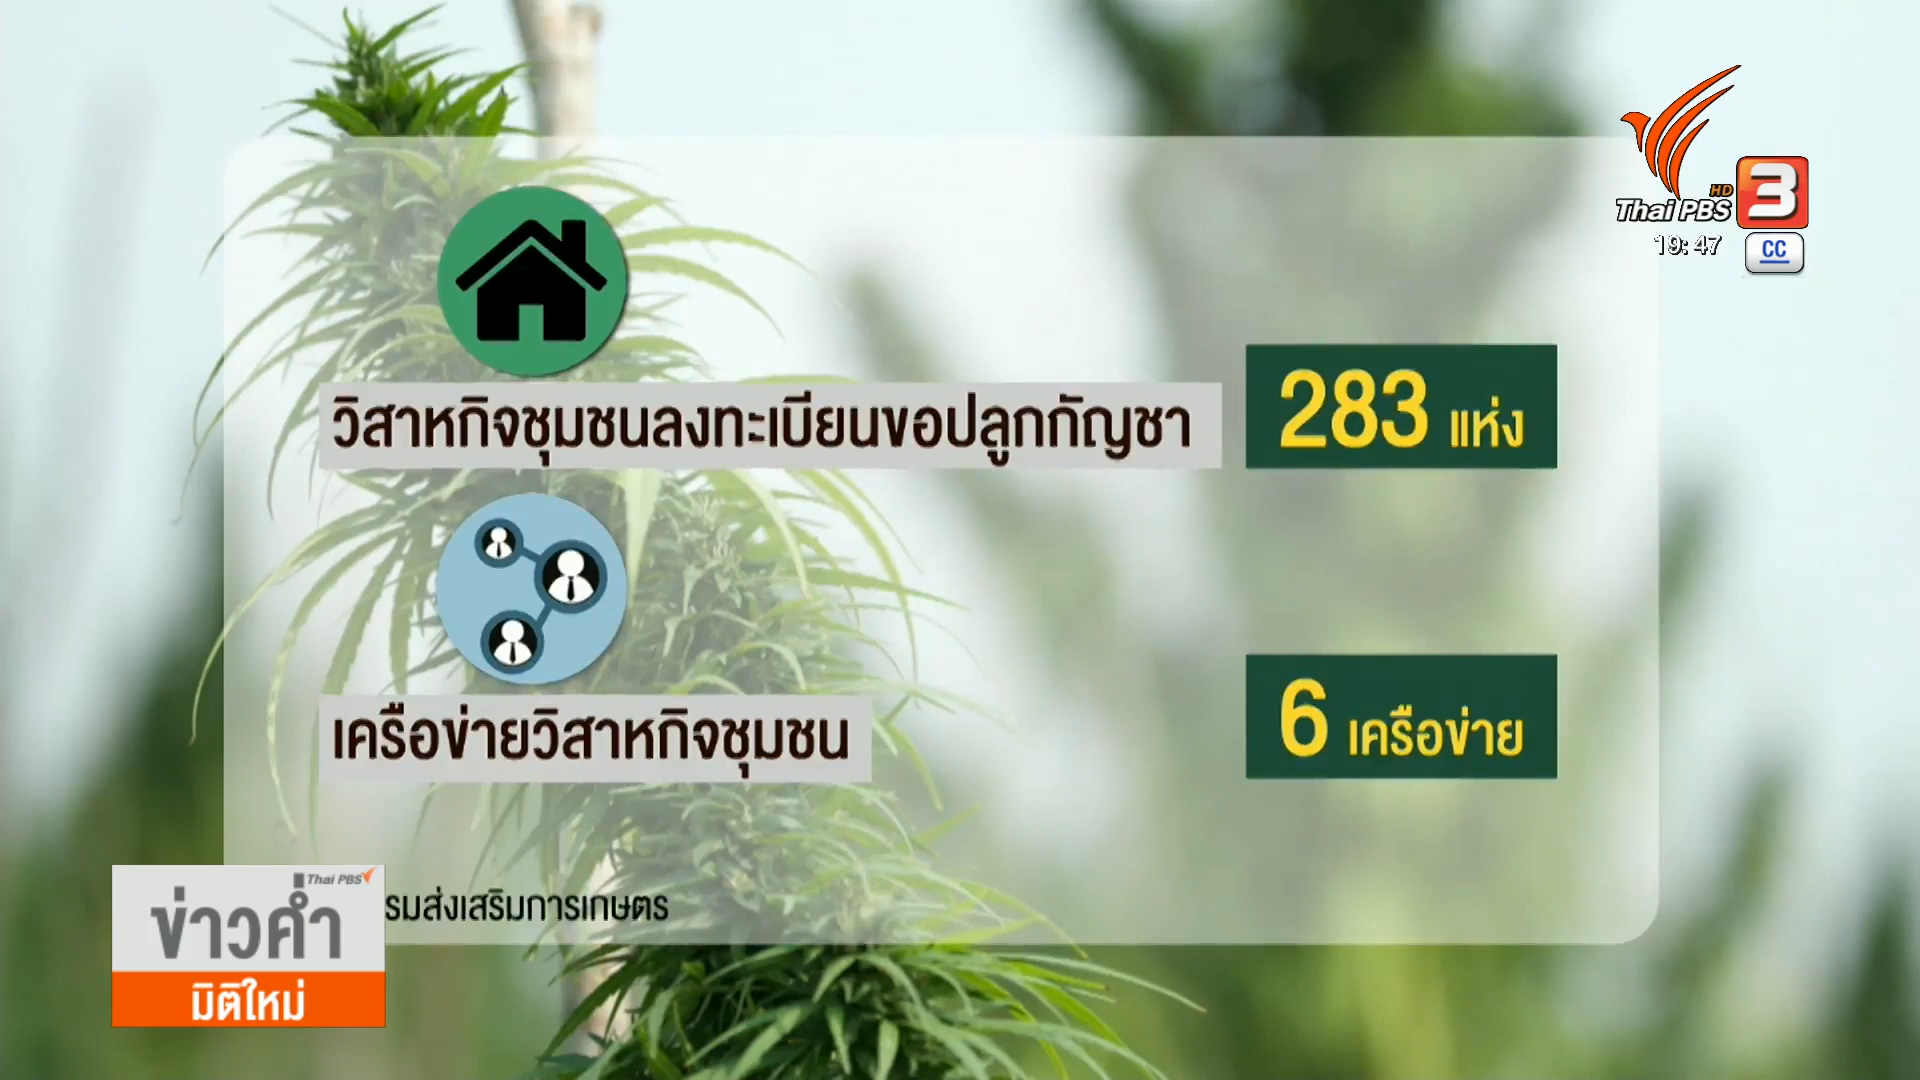 Thai PBS HD 3
19:47 CC
วิสาหกิจชุมชนลงทะเบียนขอปลูกกัญชา 283 แห่ง
เครือข่ายวิสาหกิจชุมชน 6 เครือข่าย
รมส่งเสริมการเกษตร
Thai PBS
ข่าวค่ำ
มิติใหม่